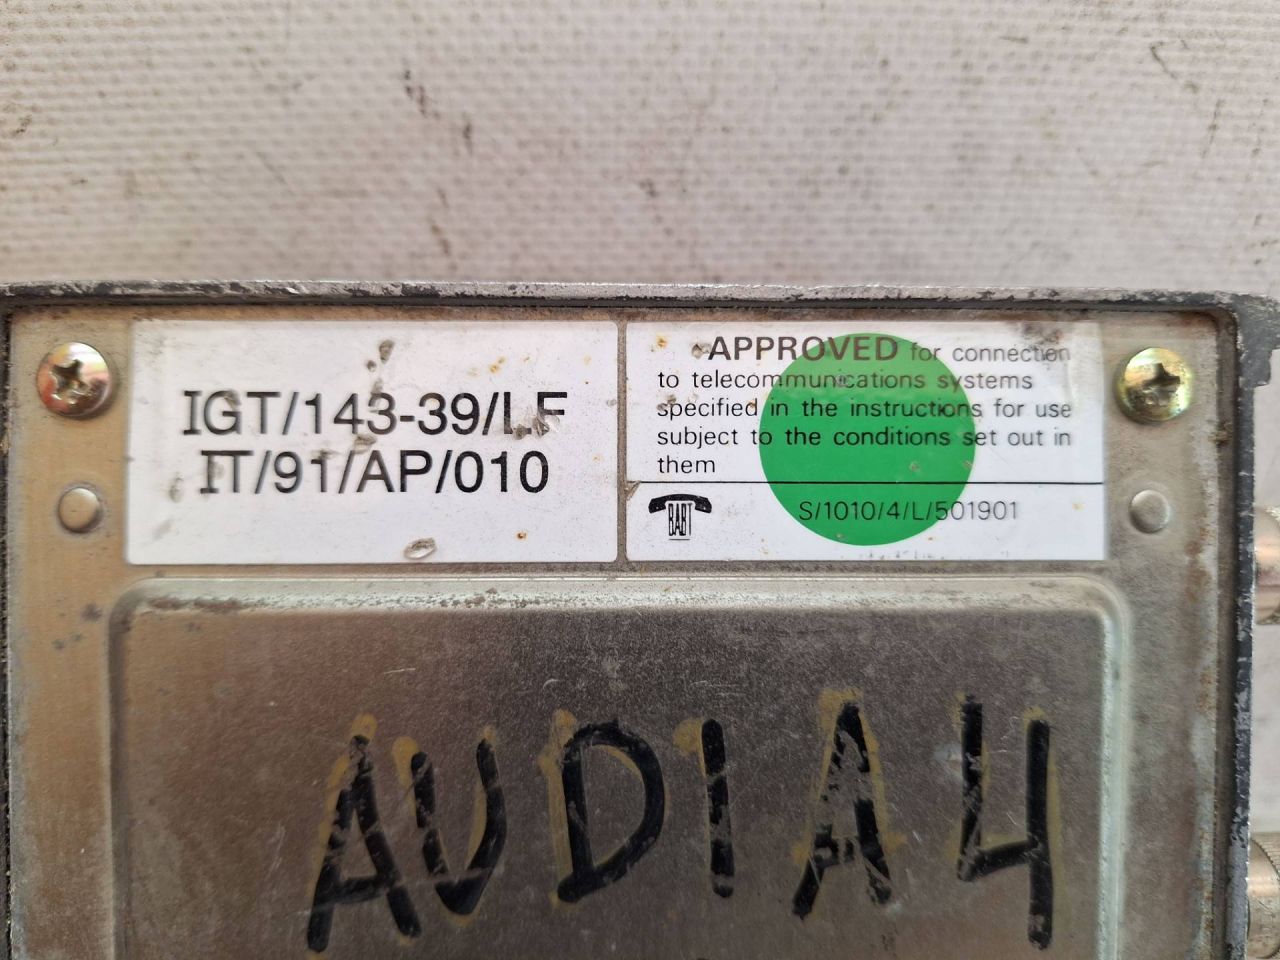 IGT/143-39/LF
IT/91/AP/010
APPROVED for connection
to telecommunications systems
specified in the instructions for use
subject to the conditions set out in
them
BABT
S/1010/4/L/501901
AUDI A4